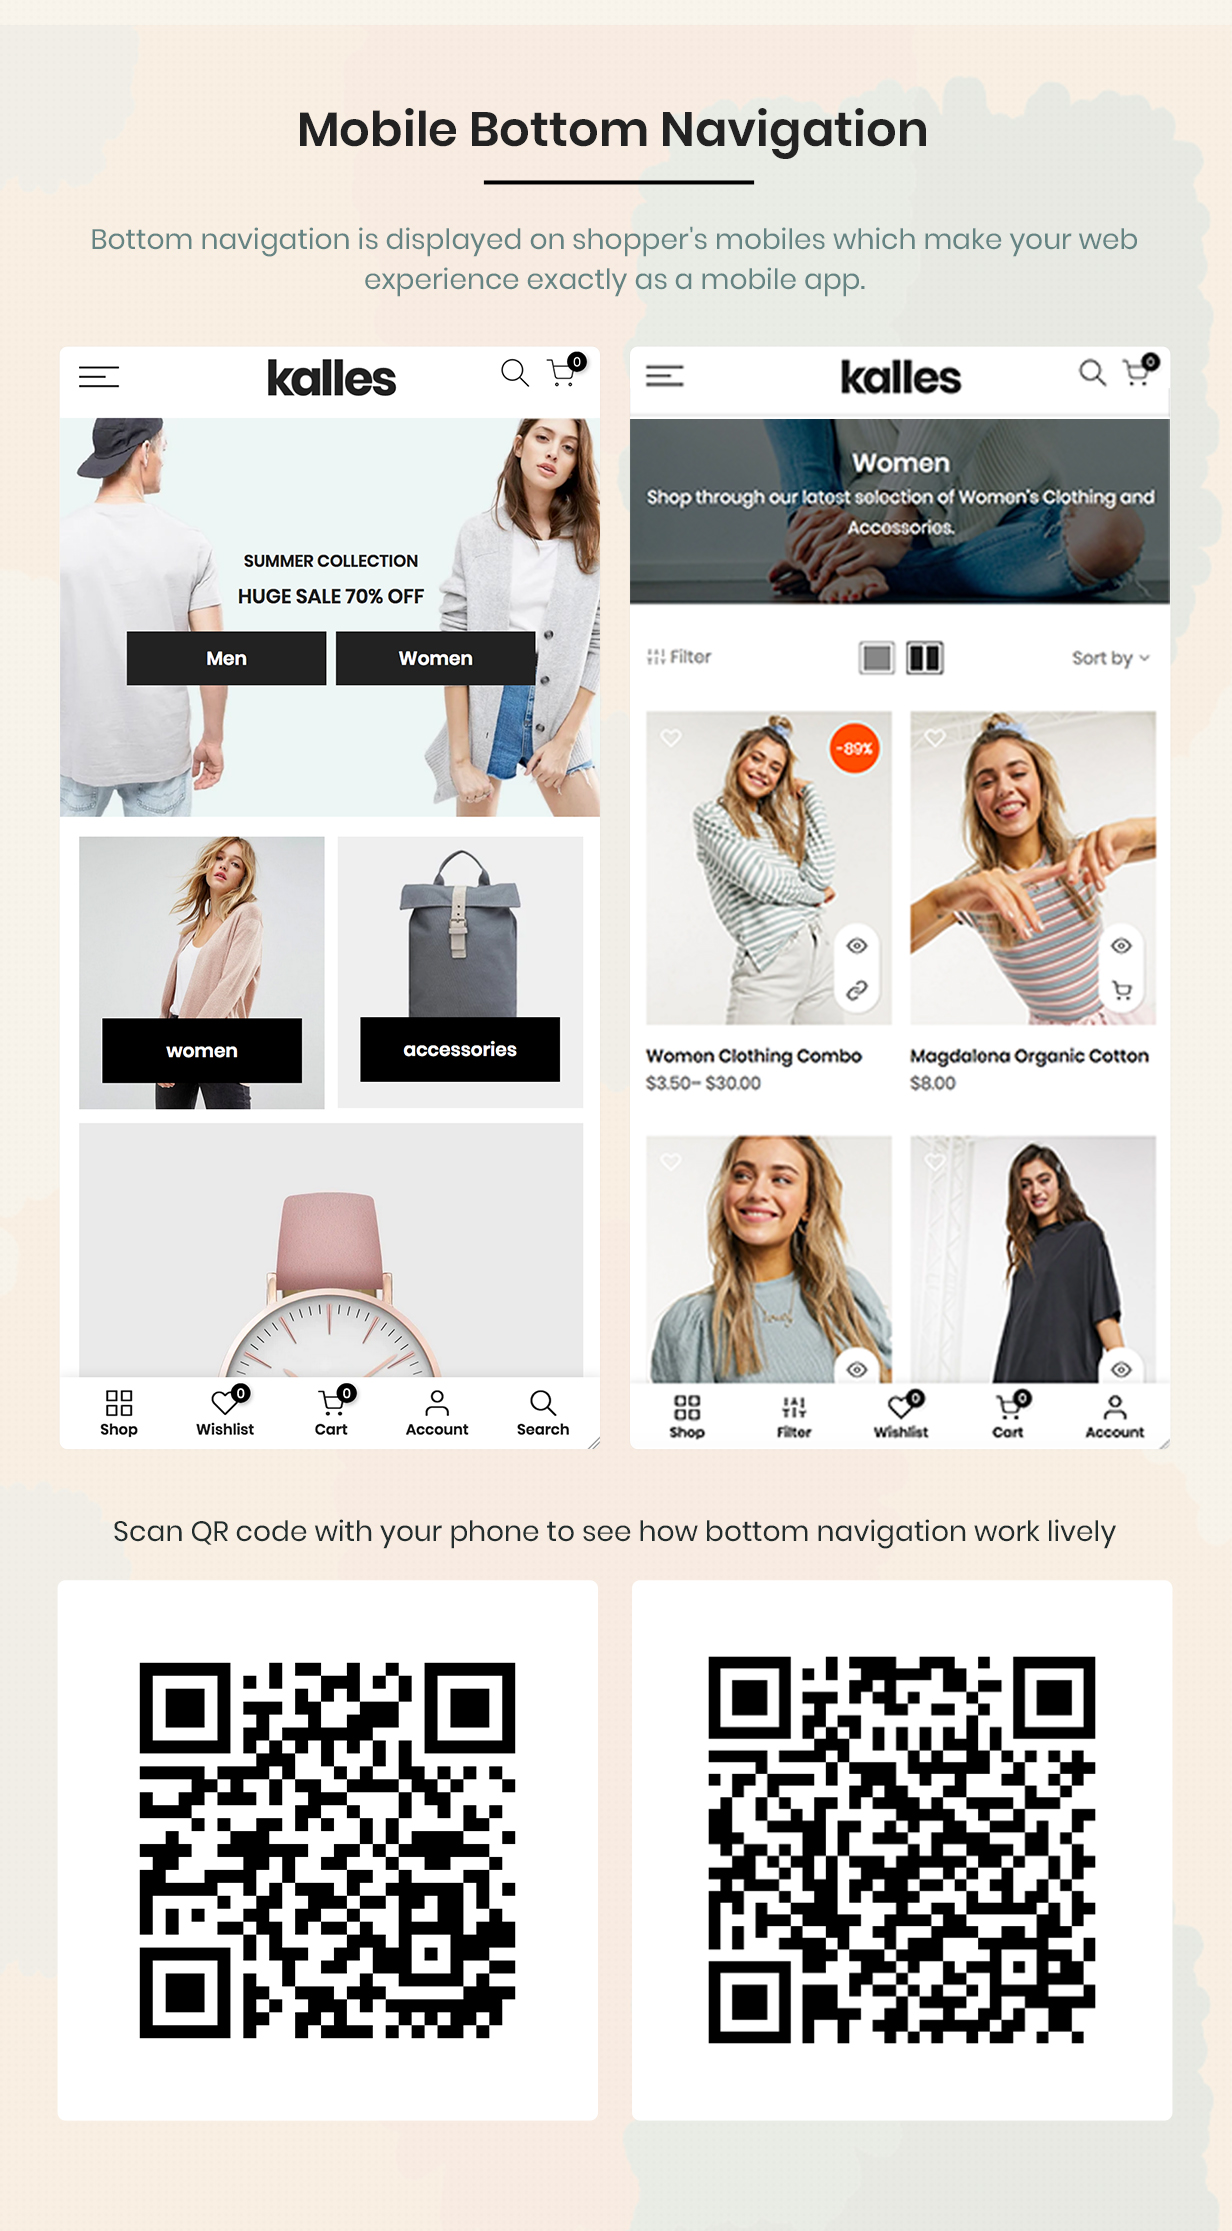 Mobile Bottom Navigation
Bottom navigation is displayed on shopper's mobiles which make your web
experience exactly as a mobile app.
kalles
0
SUMMER COLLECTION
HUGE SALE 70% OFF
Men
Women
women
accessories
0
0
Shop
Wishlist
Cart
Account
Search
kalles
0
Women
Shop through our latest selection of Women's Clothing and
Accessories.
Filter
Sort by
-89%
Women Clothing Combo
$3.50– $30.00
Magdalena Organic Cotton
$8.00
0
0
Shop
Filter
Wishlist
Cart
Account
Scan QR code with your phone to see how bottom navigation work lively